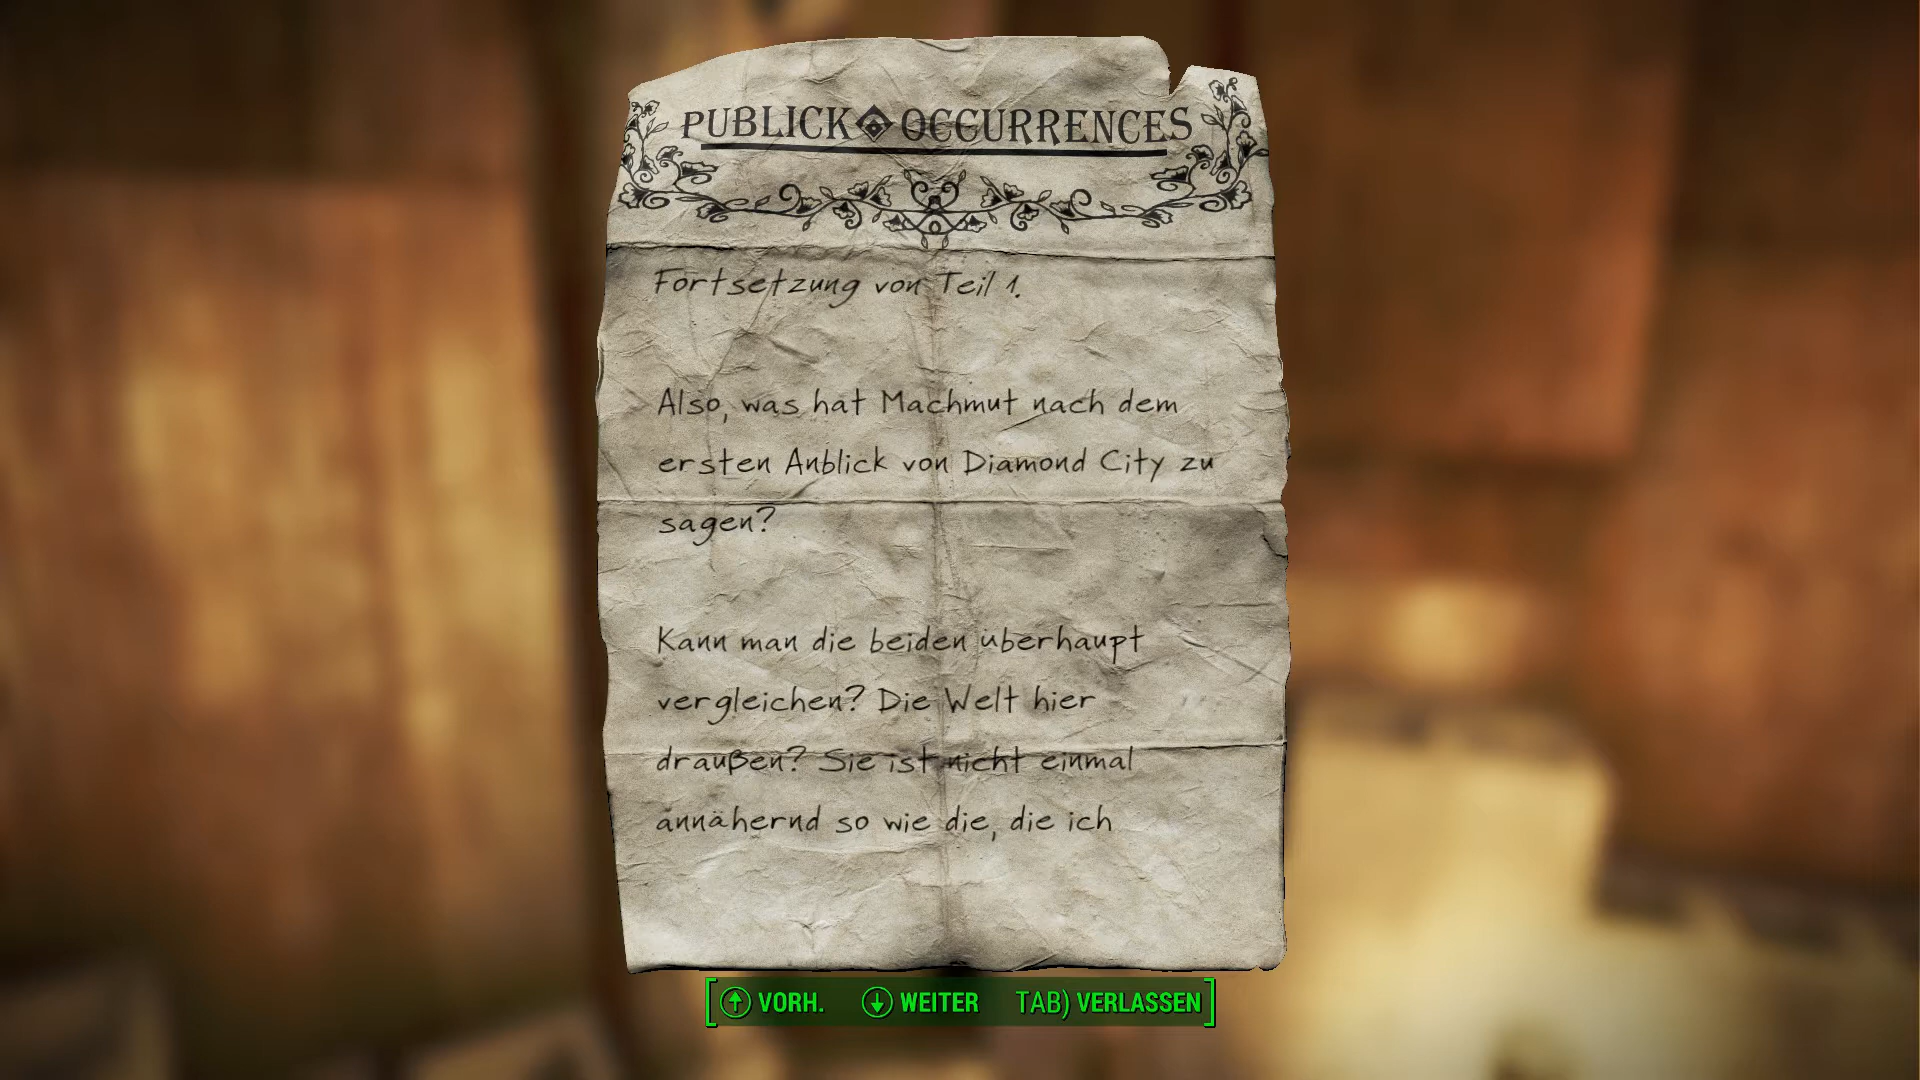 PUBLICK OCCURRENCES
Fortsetzung von Teil 1.
Also, was hat Machmut nach dem
ersten Anblick von Diamond City zu
sagen?
Kann man die beiden überhaupt
vergleichen? Die Welt hier
draußen? Sie ist nicht einmal
annähernd so wie die, die ich
VORH. WEITER TAB) VERLASSEN